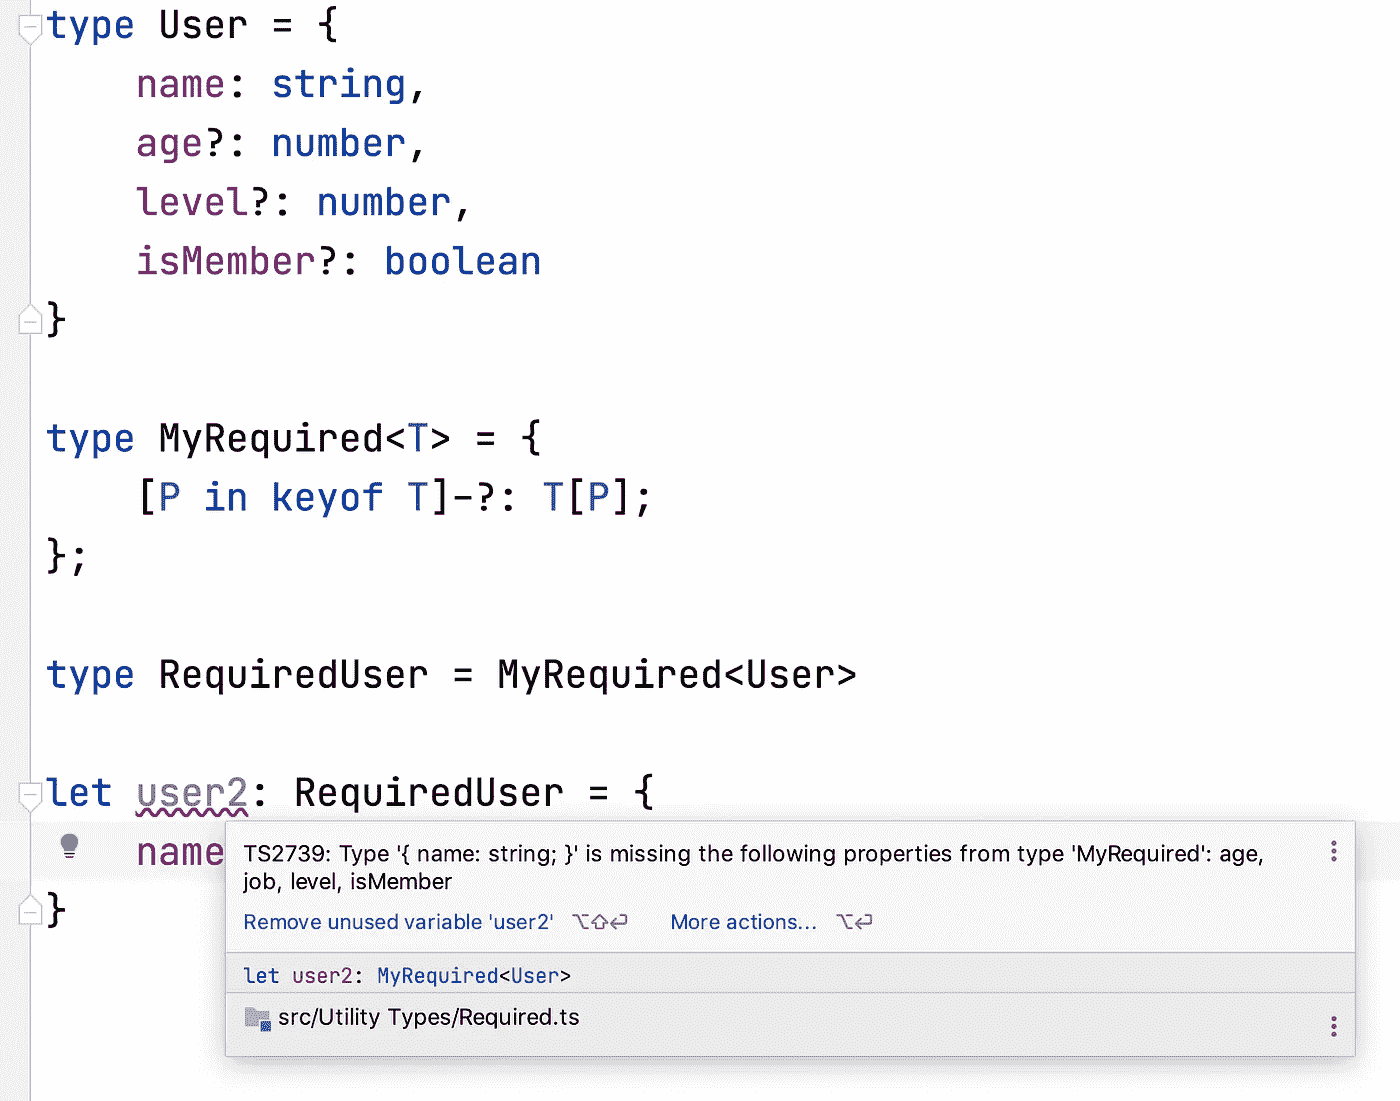 type User = {
name: string,
age?: number,
level?: number,
isMember?: boolean
}
type MyRequired<T> = {
[P in keyof T]-?: T[P];
};
type RequiredUser = MyRequired<User>
let user2: RequiredUser = {
name
TS2739: Type '{ name: string; }' is missing the following properties from type 'MyRequired': age,
job, level, isMember
Remove unused variable 'user2' ⌥⇧⏎ More actions... ⌥⏎
let user2: MyRequired<User>
src/Utility Types/Required.ts
}